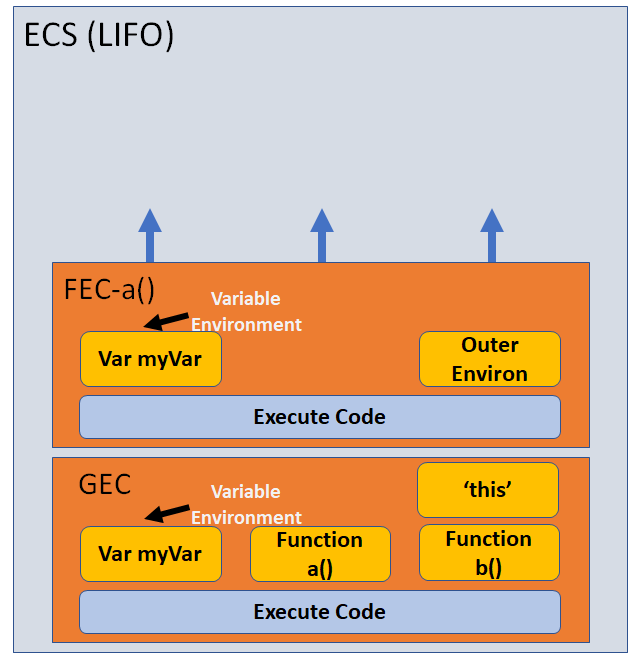 ECS (LIFO)
FEC-a()
Variable
Environment
Var myVar
Outer
Environ
Execute Code
GEC
Variable
Environment
‘this’
Var myVar
Function
a()
Function
b()
Execute Code